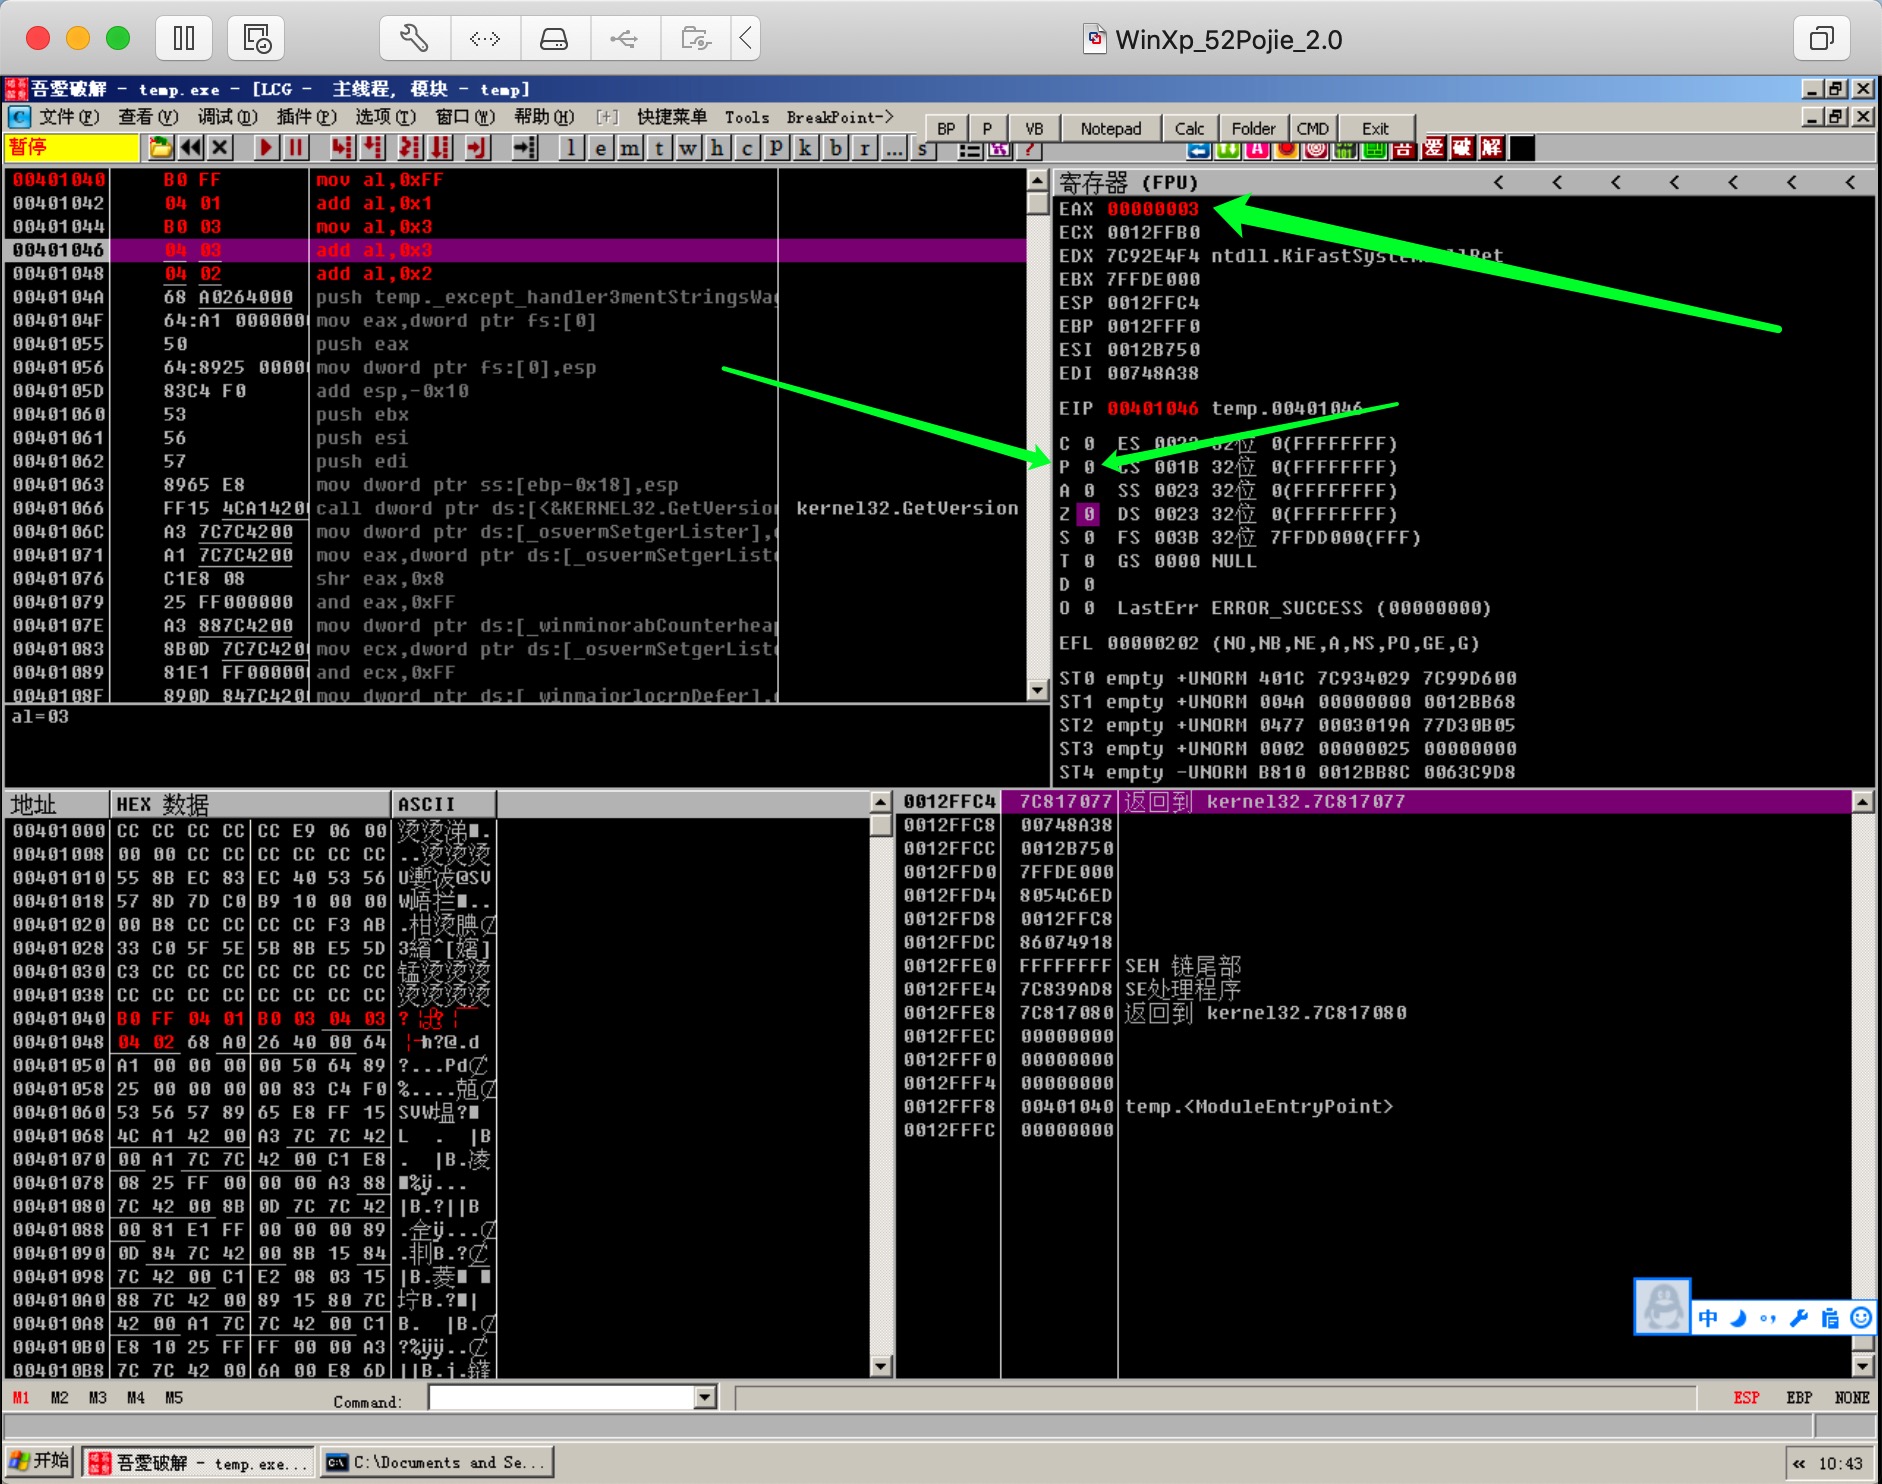 WinXp_52Pojie_2.0
吾愛破解 - temp.exe - [LCG - 主线程, 模块 - temp]
文件(F) 查看(V) 调试(D) 插件(P) 选项(T) 窗口(W) 帮助(H) [+] 快捷菜单 Tools BreakPoint->
BP P VB Notepad Calc Folder CMD Exit
暂停 l e m t w h c P k b r ... s
00401040 B0 FF mov al,0xFF
00401042 04 01 add al,0x1
00401044 B0 03 mov al,0x3
00401046 04 03 add al,0x3
00401048 04 02 add al,0x2
0040104A 68 A0264000 push temp._except_handler3mentStringsWa
0040104F 64:A1 000000 mov eax,dword ptr fs:[0]
00401055 50 push eax
00401056 64:8925 0000 mov dword ptr fs:[0],esp
0040105D 83C4 F0 add esp,-0x10
00401060 53 push ebx
00401061 56 push esi
00401062 57 push edi
00401063 8965 E8 mov dword ptr ss:[ebp-0x18],esp
00401066 FF15 4CA14200 call dword ptr ds:[<&KERNEL32.GetVersion kernel32.GetVersion
0040106C A3 7C7C4200 mov dword ptr ds:[_osvermSetgerLister],
00401071 A1 7C7C4200 mov eax,dword ptr ds:[_osvermSetgerList
00401076 C1E8 08 shr eax,0x8
00401079 25 FF000000 and eax,0xFF
0040107E A3 887C4200 mov dword ptr ds:[_winminorabCounterhea
00401083 8B0D 7C7C420 mov ecx,dword ptr ds:[_osvermSetgerList
00401089 81E1 FF00000 and ecx,0xFF
0040108F 890D 847C420 mov dword ptr ds:[_winmajorlocrpDefer],
al=03
寄存器 (FPU) < < < < < < <
EAX 00000003
ECX 0012FFB0
EDX 7C92E4F4 ntdll.KiFastSystemCallRet
EBX 7FFDE000
ESP 0012FFC4
EBP 0012FFF0
ESI 0012B750
EDI 00748A38
EIP 00401046 temp.00401046
C 0 ES 0023 32位 0(FFFFFFFF)
P 0 CS 001B 32位 0(FFFFFFFF)
A 0 SS 0023 32位 0(FFFFFFFF)
Z 0 DS 0023 32位 0(FFFFFFFF)
S 0 FS 003B 32位 7FFDD000(FFF)
T 0 GS 0000 NULL
D 0
O 0 LastErr ERROR_SUCCESS (00000000)
EFL 00000202 (NO,NB,NE,A,NS,PO,GE,G)
ST0 empty +UNORM 401C 7C934029 7C99D600
ST1 empty +UNORM 004A 00000000 0012BB68
ST2 empty +UNORM 0477 0003019A 77D30B05
ST3 empty +UNORM 0002 00000025 00000000
ST4 empty -UNORM B810 0012BB8C 0063C9D8
地址 HEX 数据 ASCII
00401000 CC CC CC CC CC E9 06 00 烫烫涕■.
00401008 00 00 CC CC CC CC CC CC ..烫烫烫
00401010 55 8B EC 83 EC 40 53 56
00401018 57 8D 7D C0 B9 10 00 00
00401020 00 B8 CC CC CC CC F3 AB
00401028 33 C0 5F 5E 5B 8B E5 5D
00401030 C3 CC CC CC CC CC CC CC 锰烫烫烫
00401038 CC CC CC CC CC CC CC CC 烫烫烫烫
00401040 B0 FF 04 01 B0 03 04 03
00401048 04 02 68 A0 26 40 00 64 h?@.d
00401050 A1 00 00 00 00 50 64 89 ?...Pd
00401058 25 00 00 00 00 83 C4 F0 %....
00401060 53 56 57 89 65 E8 FF 15 SVW塭?■
00401068 4C A1 42 00 A3 7C 7C 42 L . |B
00401070 00 A1 7C 7C 42 00 C1 E8 . |B.凌
00401078 08 25 FF 00 00 00 A3 88 ■%ÿ...
00401080 7C 42 00 8B 0D 7C 7C 42 |B.?||B
00401088 00 81 E1 FF 00 00 00 89
00401090 0D 84 7C 42 00 8B 15 84
00401098 7C 42 00 C1 E2 08 03 15 |B.菱■ ■
004010A0 88 7C 42 00 89 15 80 7C
004010A8 42 00 A1 7C 7C 42 00 C1 B. |B.
004010B0 E8 10 25 FF FF 00 00 A3 ?%ÿÿ..
004010B8 7C 7C 42 00 6A 00 E8 6D ||B.j.
0012FFC4 7C817077 返回到 kernel32.7C817077
0012FFC8 00748A38
0012FFCC 0012B750
0012FFD0 7FFDE000
0012FFD4 8054C6ED
0012FFD8 0012FFC8
0012FFDC 86074918
0012FFE0 FFFFFFFF SEH 链尾部
0012FFE4 7C839AD8 SE处理程序
0012FFE8 7C817080 返回到 kernel32.7C817080
0012FFEC 00000000
0012FFF0 00000000
0012FFF4 00000000
0012FFF8 00401040 temp.<ModuleEntryPoint>
0012FFFC 00000000
中
M1 M2 M3 M4 M5 Command: ESP EBP NONE
开始 吾愛破解 - temp.exe... C:\Documents and Se... « 10:43